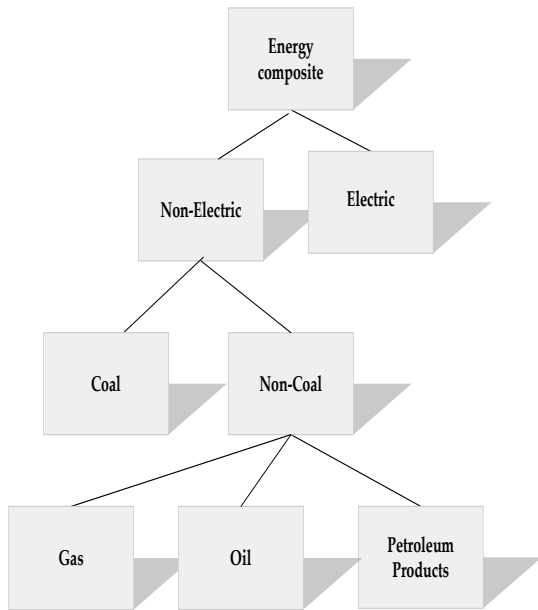 Energy
composite
Non-Electric
Electric
Coal
Non-Coal
Gas
Oil
Petroleum
Products